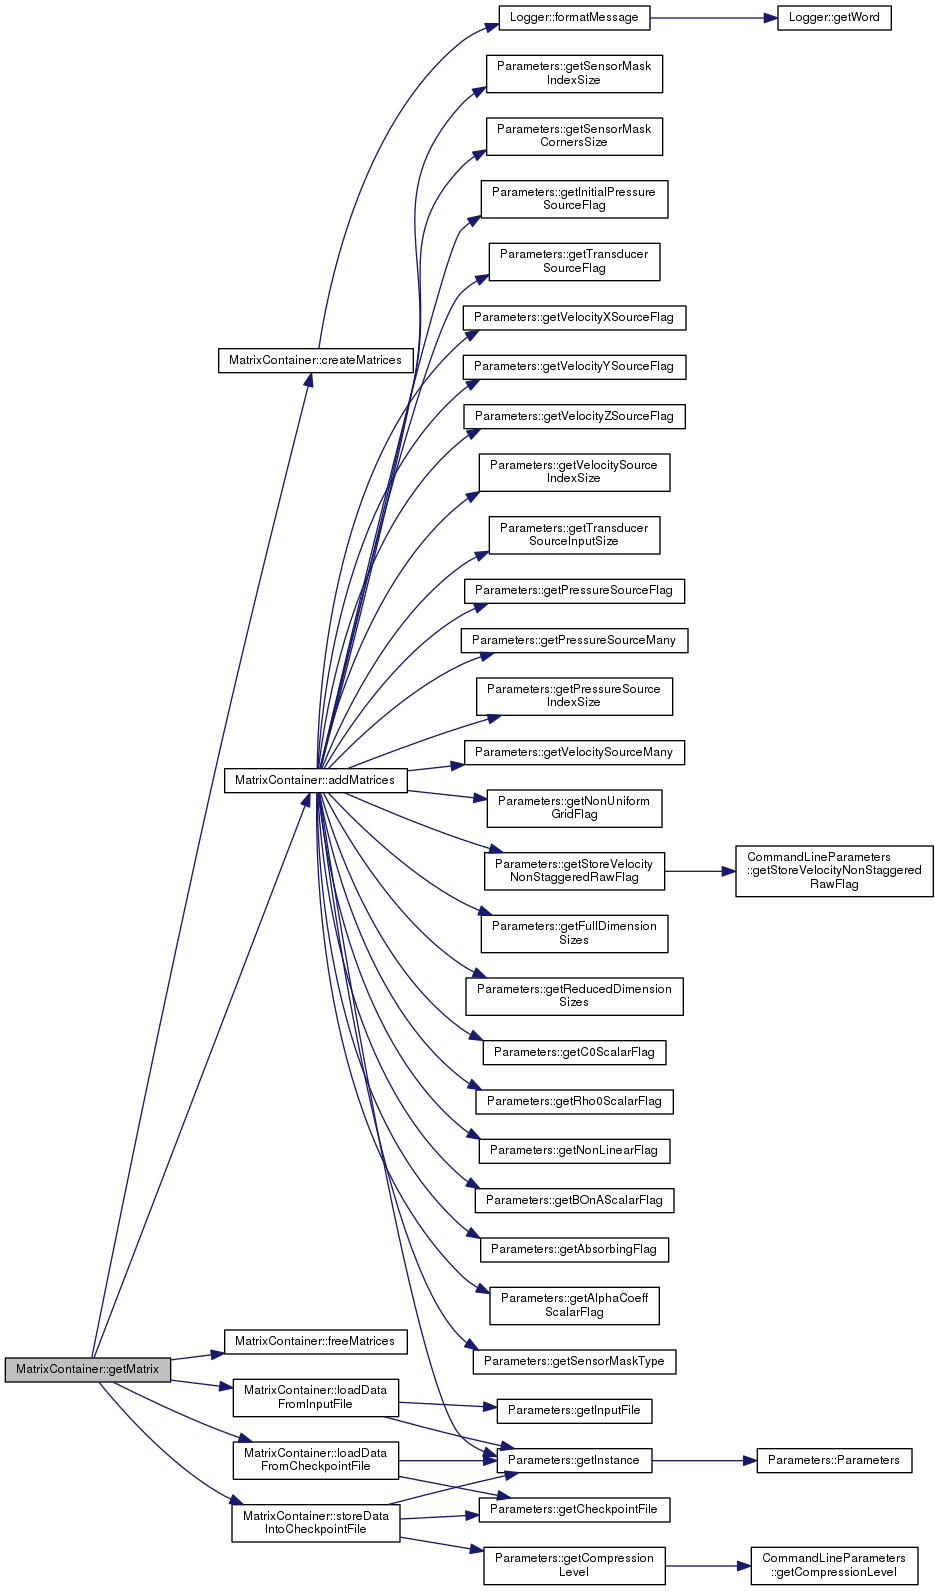 Logger::formatMessage
Logger::getWord
Parameters::getSensorMask
IndexSize
Parameters::getSensorMask
CornersSize
Parameters::getInitialPressure
SourceFlag
Parameters::getTransducer
SourceFlag
Parameters::getVelocityXSourceFlag
MatrixContainer::createMatrices
Parameters::getVelocityYSourceFlag
Parameters::getVelocityZSourceFlag
Parameters::getVelocitySource
IndexSize
Parameters::getTransducer
SourceInputSize
Parameters::getPressureSourceFlag
Parameters::getPressureSourceMany
Parameters::getPressureSource
IndexSize
Parameters::getVelocitySourceMany
MatrixContainer::addMatrices
Parameters::getNonUniform
GridFlag
Parameters::getStoreVelocity
NonStaggeredRawFlag
CommandLineParameters
::getStoreVelocityNonStaggered
RawFlag
Parameters::getFullDimension
Sizes
Parameters::getReducedDimension
Sizes
Parameters::getC0ScalarFlag
Parameters::getRho0ScalarFlag
Parameters::getNonLinearFlag
Parameters::getBOnAScalarFlag
Parameters::getAbsorbingFlag
Parameters::getAlphaCoeff
ScalarFlag
MatrixContainer::freeMatrices
Parameters::getSensorMaskType
MatrixContainer::getMatrix
MatrixContainer::loadData
FromInputFile
Parameters::getInputFile
MatrixContainer::loadData
FromCheckpointFile
Parameters::getInstance
Parameters::Parameters
Parameters::getCheckpointFile
MatrixContainer::storeData
IntoCheckpointFile
Parameters::getCompression
Level
CommandLineParameters
::getCompressionLevel